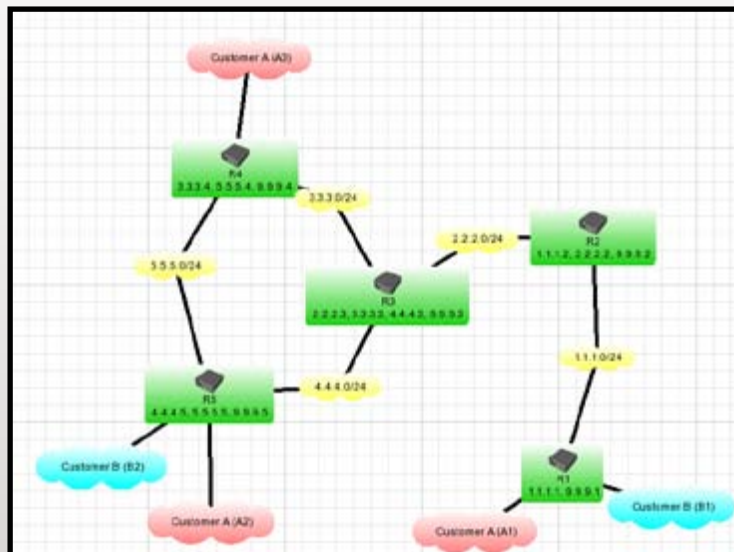 Customer A (A3)
R4
3.3.3.4, 5.5.5.4, 9.9.9.4
3.3.3.0/24
2.2.2.0/24
R2
1.1.1.2, 2.2.2.2, 9.9.9.2
5.5.5.0/24
R3
2.2.2.3, 3.3.3.3, 4.4.4.3, 9.9.9.3
1.1.1.0/24
R5
4.4.4.5, 5.5.5.5, 9.9.9.5
4.4.4.0/24
Customer B (B2)
R1
1.1.1.1, 9.9.9.1
Customer B (B1)
Customer A (A2)
Customer A (A1)